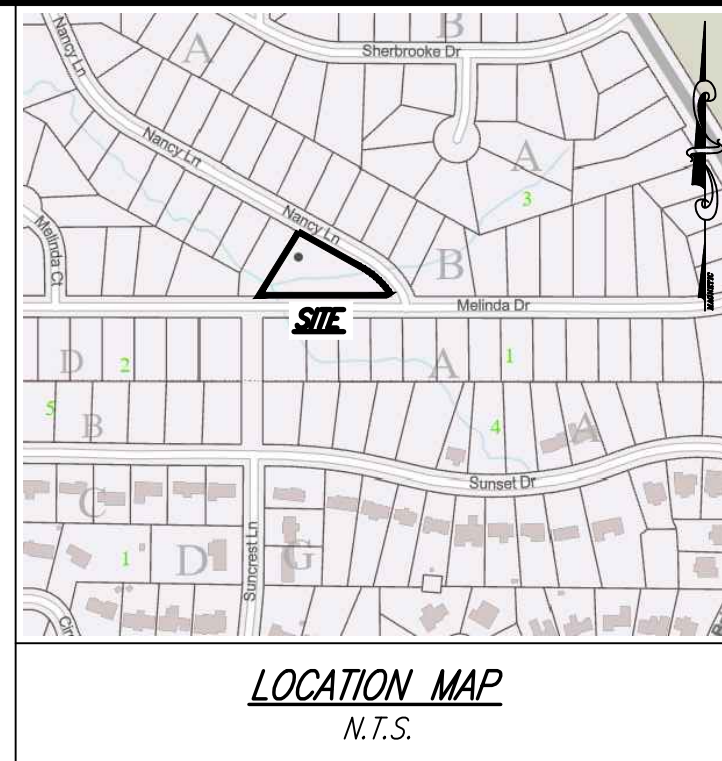 B
A
Sherbrooke Dr
Nancy Ln
Nancy Ln
A
3
Nancy Ln
Melinda Ct
B
MAGNETIC
Melinda Dr
SITE
D
2
A
1
5
B
4
A
Sunset Dr
C
1
D
G
Suncrest Ln
LOCATION MAP
N.T.S.